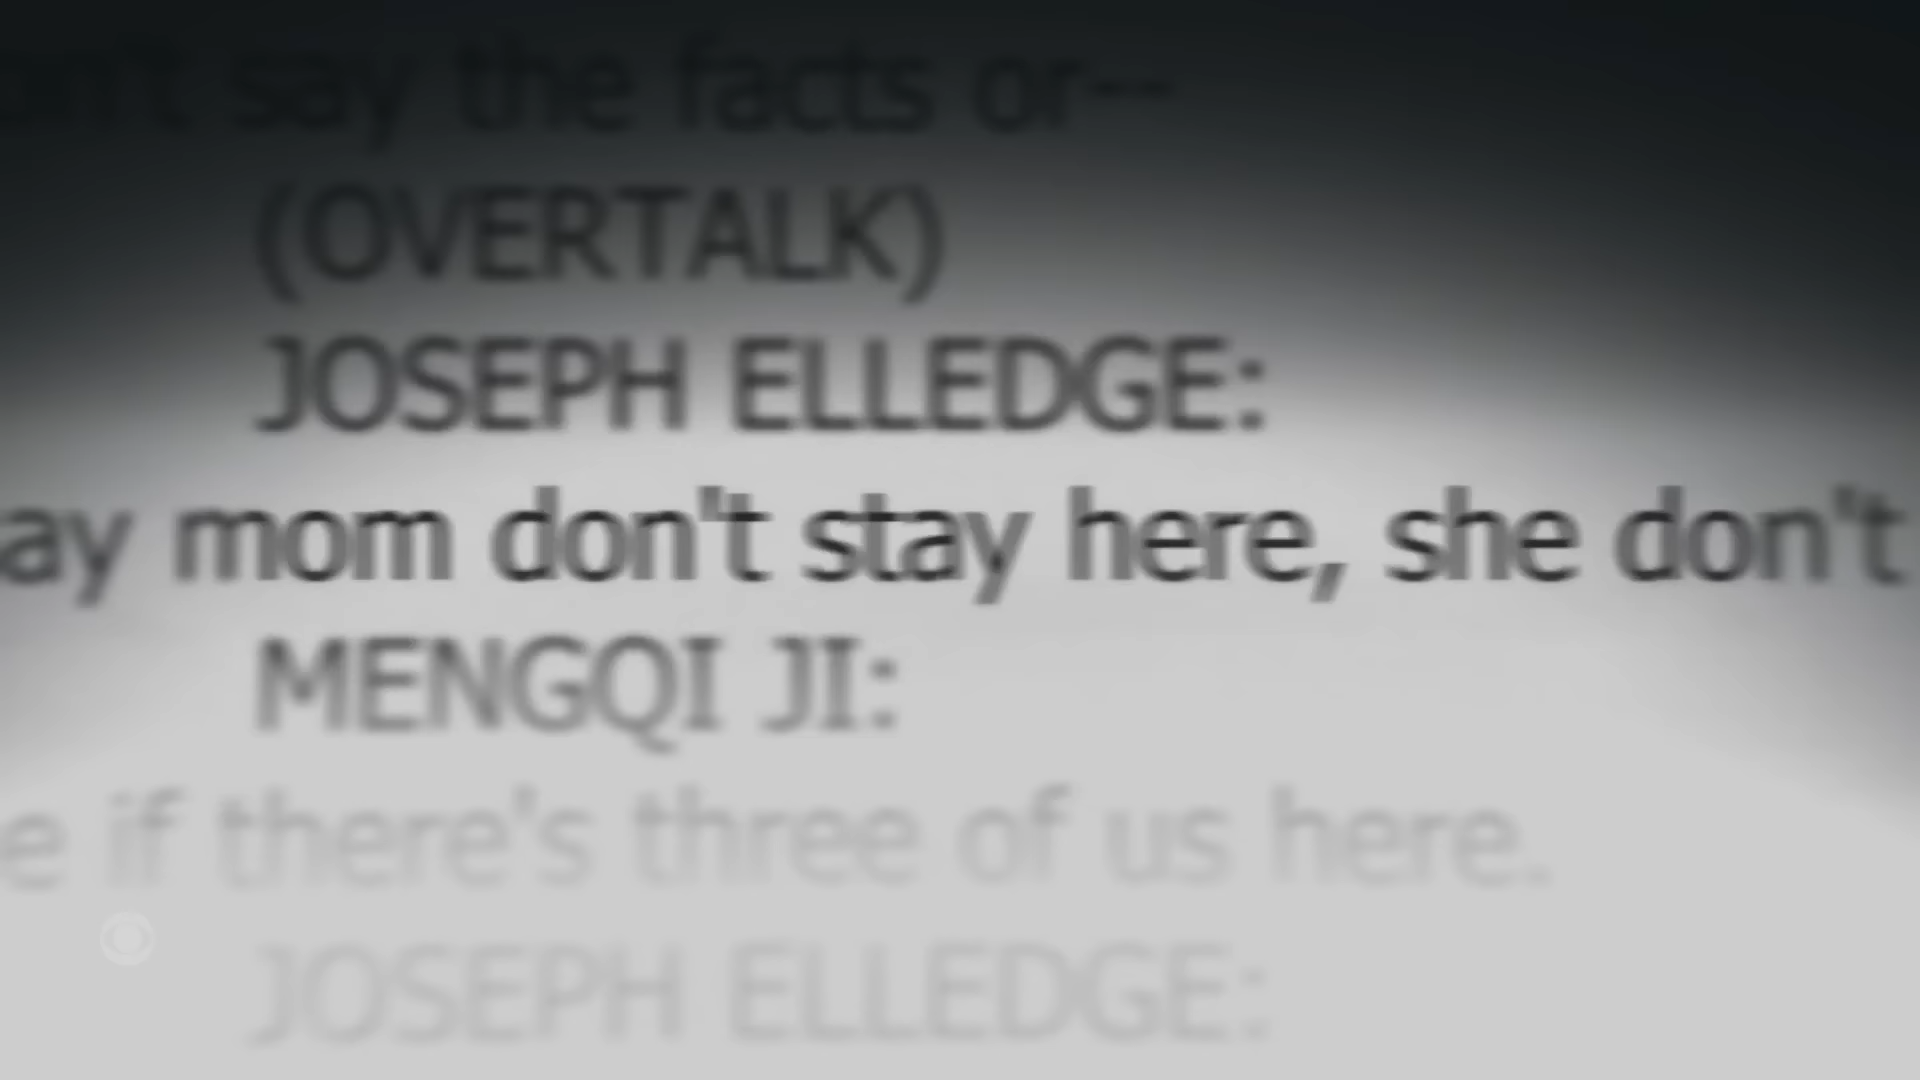 say the facts or--
(OVERTALK)
JOSEPH ELLEDGE:
mom don't stay here, she don't
MENGQI JI:
if there's three of us here.
JOSEPH ELLEDGE: